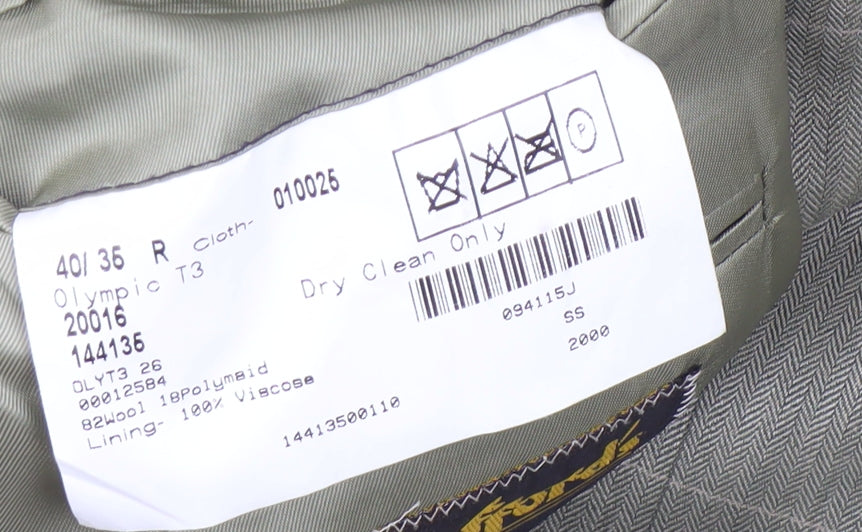 40/ 36 R Cloth- 010025
Olympic T3
20016
144135
OLYT3 26
00012584
82Wool 18Polymaid
Lining- 100% Viscose
14413500110
P
Dry Clean Only
094115J
SS
2000